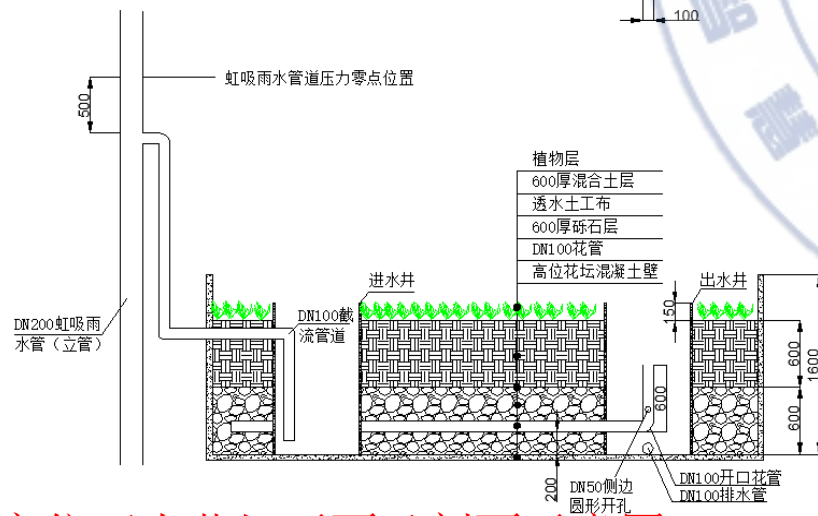 100
虹吸雨水管道压力零点位置
500
植物层
600厚混合土层
透水土工布
600厚砾石层
DN100花管
高位花坛混凝土壁
进水井
出水井
DN200虹吸雨
水管（立管）
DN100截
流管道
150
600
600
1600
600
200
DN50侧边
圆形开孔
DN100开口花管
DN100排水管